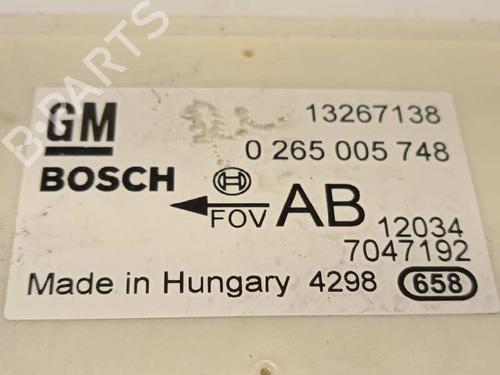 B-PARTS
GM
13267138
0 265 005 748
BOSCH
FOV
AB
12034
7047192
Made in Hungary 4298 658